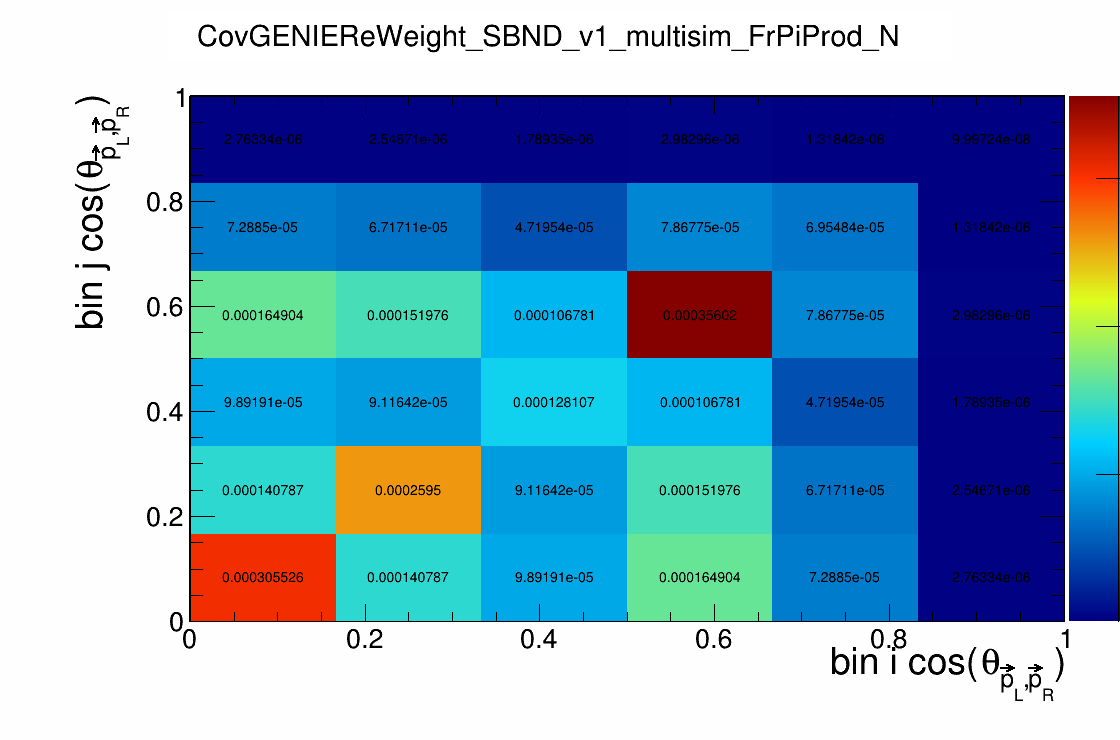 CovGENIEReWeight_SBND_v1_multisim_FrPiProd_N
bin j cos(θ p⃗_L,p⃗_R)
1
2.76334e-06 2.54671e-06 1.78935e-06 2.98296e-06 1.31842e-06 9.99724e-08
0.8
7.2885e-05 6.71711e-05 4.71954e-05 7.86775e-05 6.95484e-05 1.31842e-06
0.6
0.000164904 0.000151976 0.000106781 0.00035602 7.86775e-05 2.98296e-06
0.4
9.89191e-05 9.11642e-05 0.000128107 0.000106781 4.71954e-05 1.78935e-06
0.000140787 0.0002595 9.11642e-05 0.000151976 6.71711e-05 2.54671e-06
0.2
0.000305526 0.000140787 9.89191e-05 0.000164904 7.2885e-05 2.76334e-06
0
0 0.2 0.4 0.6 0.8 1
bin i cos(θ p⃗_L,p⃗_R)